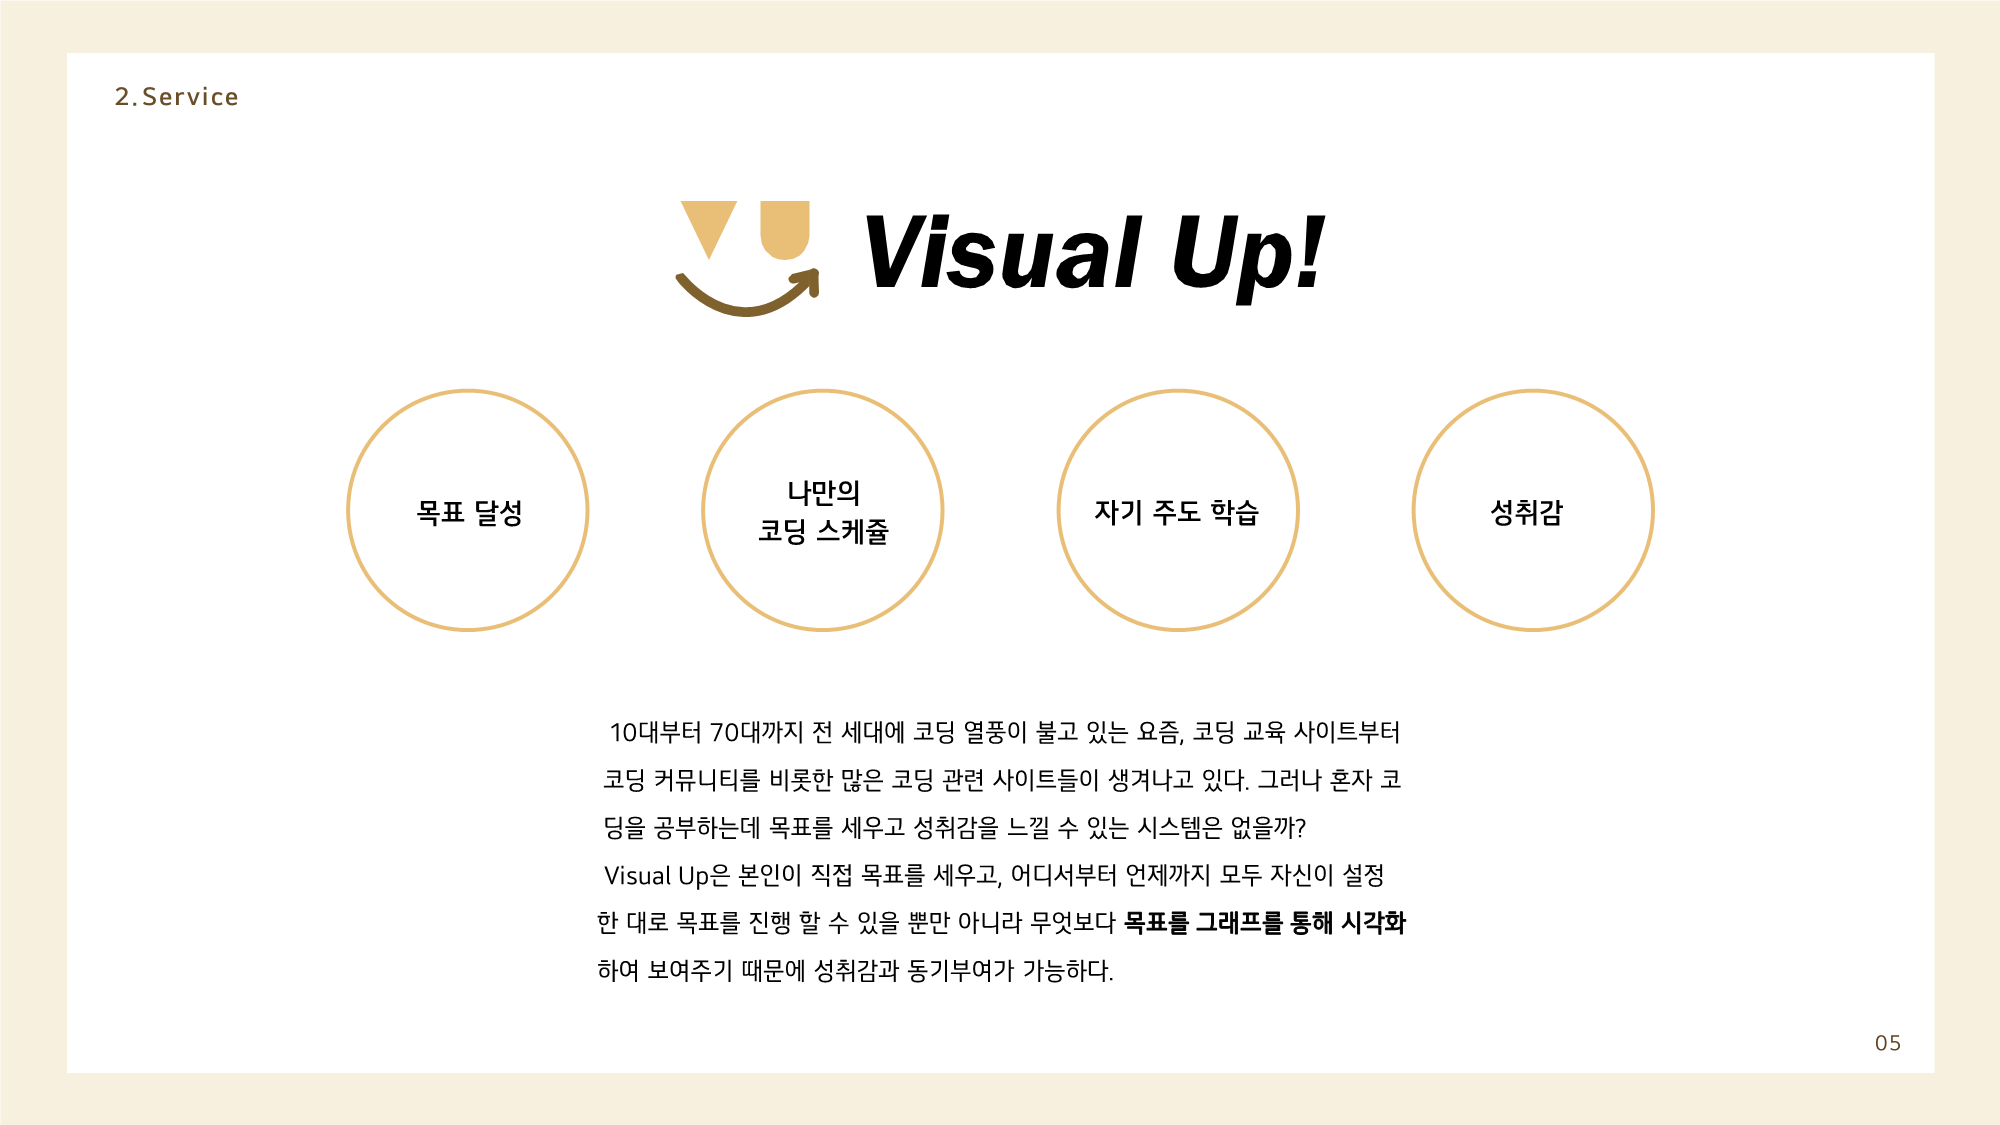 2.Service
Visual Up!
목표 달성
나만의
코딩 스케쥴
자기 주도 학습
성취감
10대부터 70대까지 전 세대에 코딩 열풍이 불고 있는 요즘, 코딩 교육 사이트부터
코딩 커뮤니티를 비롯한 많은 코딩 관련 사이트들이 생겨나고 있다. 그러나 혼자 코
딩을 공부하는데 목표를 세우고 성취감을 느낄 수 있는 시스템은 없을까?
Visual Up은 본인이 직접 목표를 세우고, 어디서부터 언제까지 모두 자신이 설정
한 대로 목표를 진행 할 수 있을 뿐만 아니라 무엇보다 목표를 그래프를 통해 시각화
하여 보여주기 때문에 성취감과 동기부여가 가능하다.
05